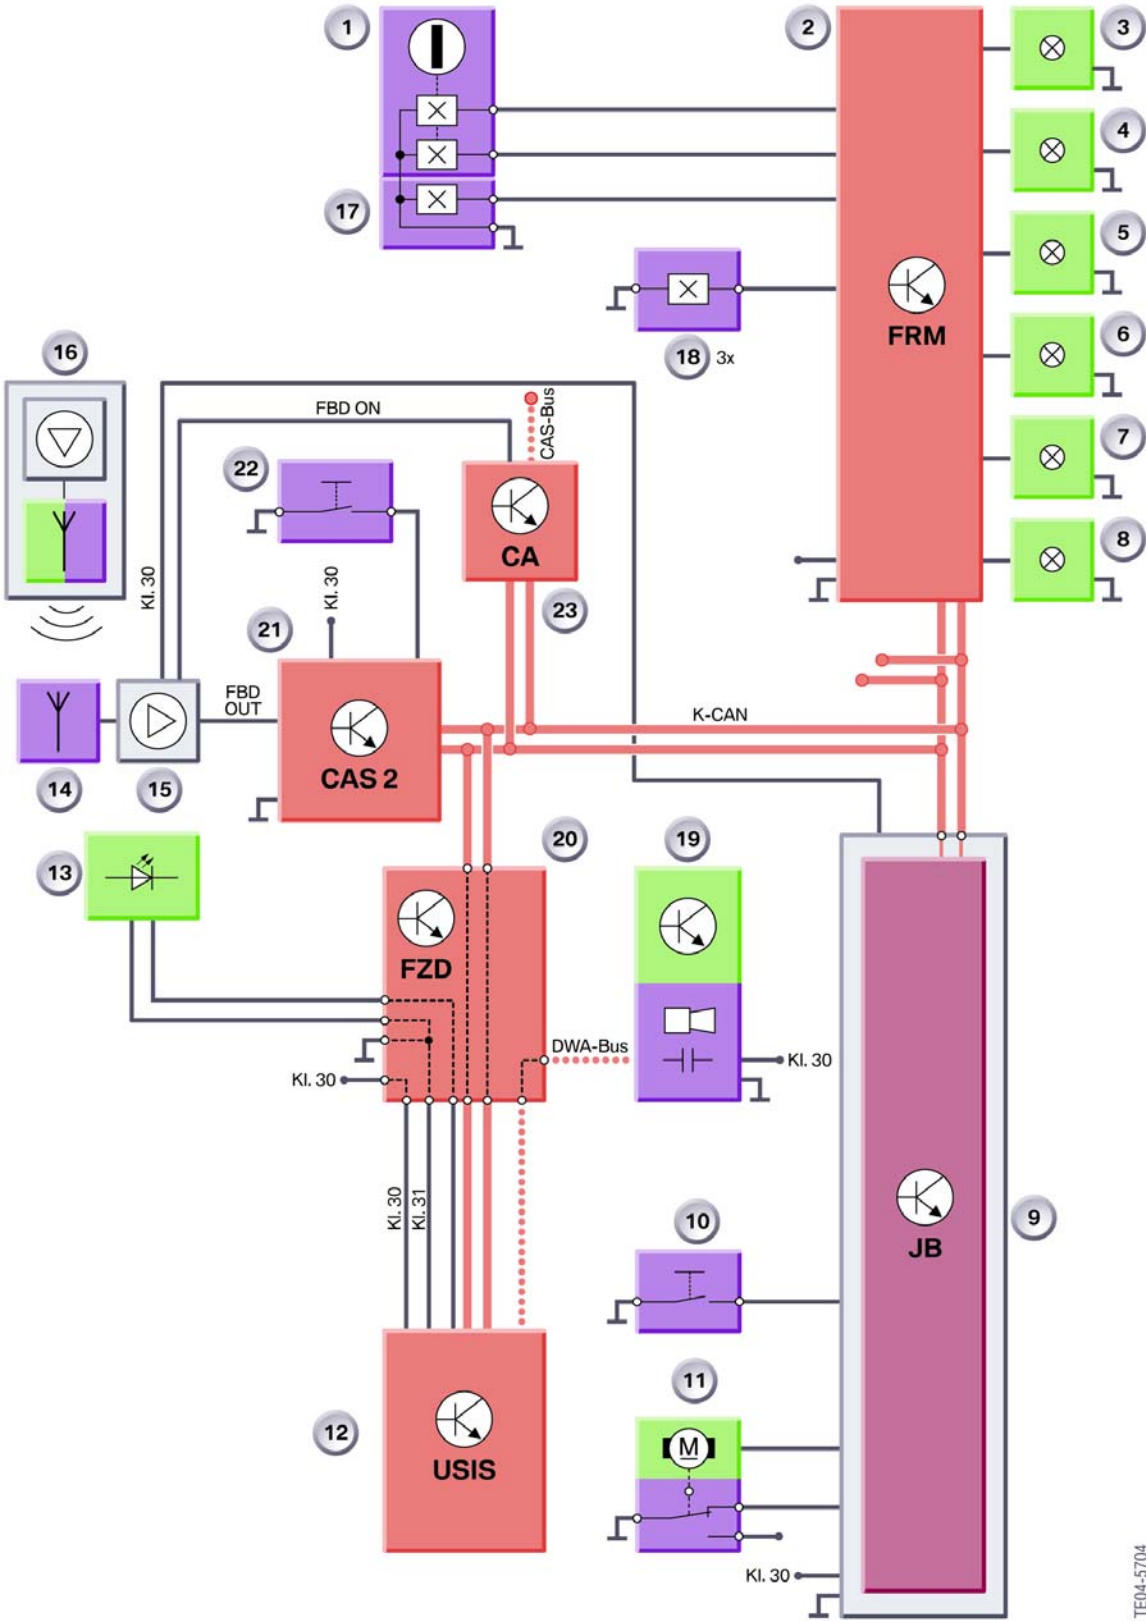 1
2
3
4
17
5
FRM
18 3x
6
16
FBD ON
CAS-Bus
7
22
CA
8
Kl. 30
Kl. 30
23
21
FBD
OUT
K-CAN
CAS 2
14
15
20
19
13
FZD
DWA-Bus
Kl. 30
Kl. 30
Kl. 30
Kl. 31
10
9
JB
11
12
USIS
Kl. 30
TE04-5704